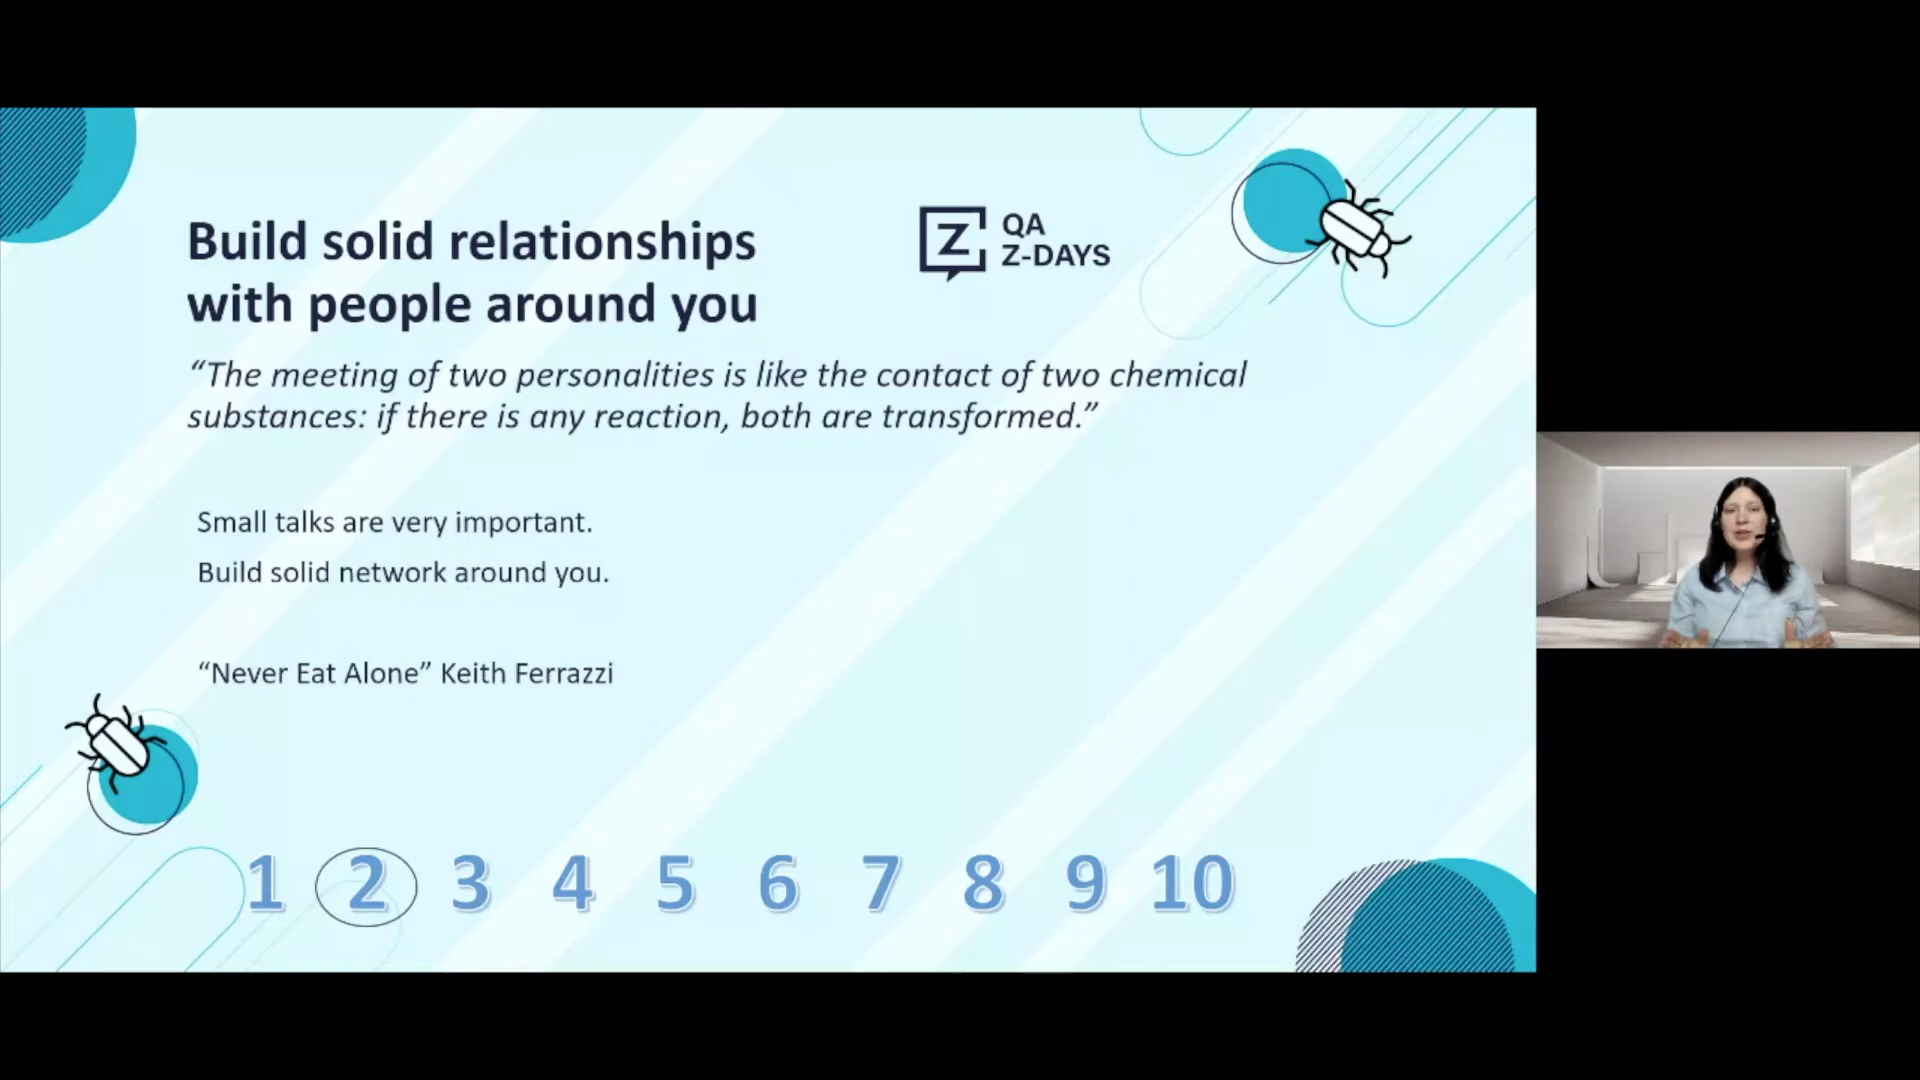 Build solid relationships
with people around you
QA
Z-DAYS
Z
“The meeting of two personalities is like the contact of two chemical
substances: if there is any reaction, both are transformed.”
Small talks are very important.
Build solid network around you.
“Never Eat Alone” Keith Ferrazzi
1 2 3 4 5 6 7 8 9 10